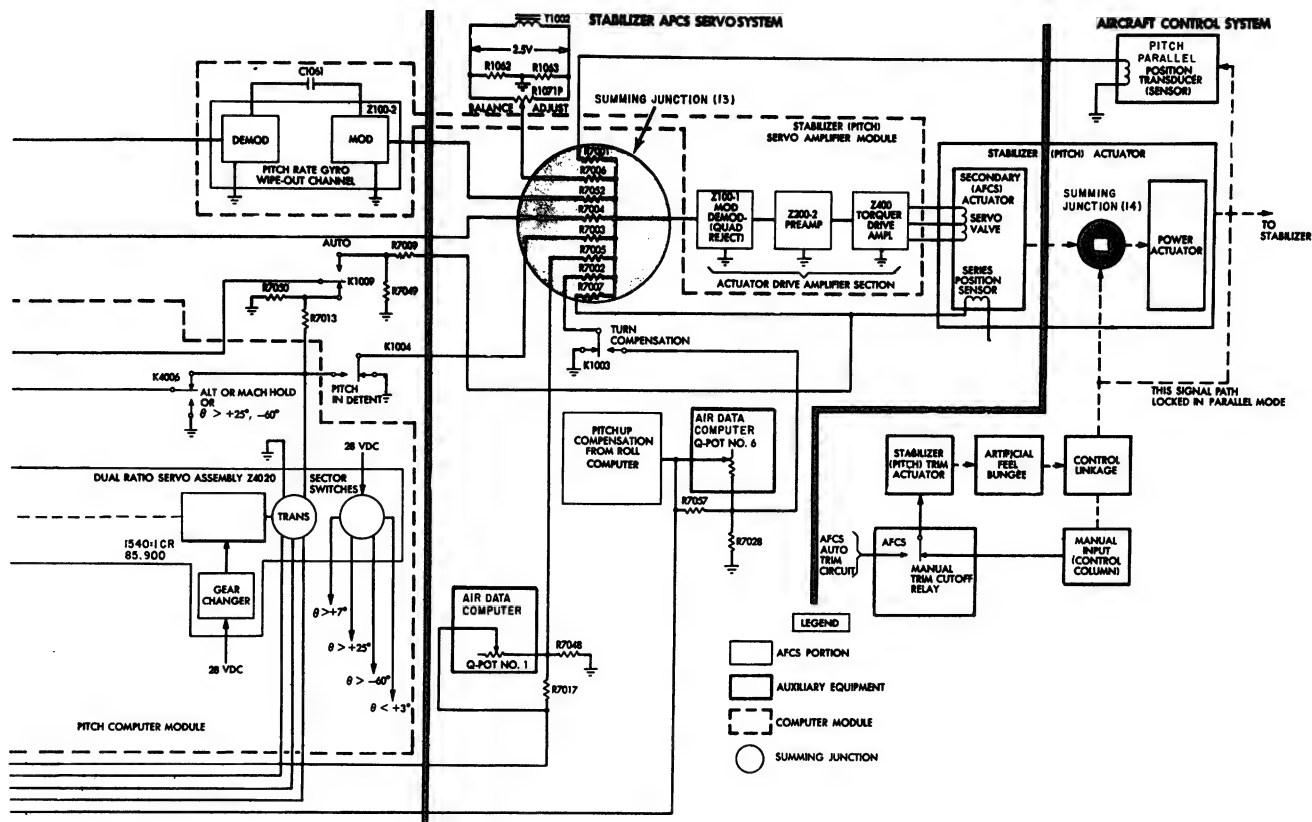 STABILIZER AFCS SERVOSYSTEM
AIRCRAFT CONTROL SYSTEM
T1002
2.5V
R1062
R1063
R1071P
BALANCE
ADJUST
C1061
Z100-2
DEMOD
MOD
PITCH RATE GYRO
WIPE-OUT CHANNEL
SUMMING JUNCTION (13)
R7001
R7006
R7052
R7004
R7003
R7005
R7002
R7007
STABILIZER (PITCH)
SERVO AMPLIFIER MODULE
Z100-1
MOD
DEMOD-
(QUAD
REJECT)
Z200-2
PREAMP
Z400
TORQUER
DRIVE
AMPL
ACTUATOR DRIVE AMPLIFIER SECTION
PITCH
PARALLEL
POSITION
TRANSDUCER
(SENSOR)
STABILIZER (PITCH) ACTUATOR
SECONDARY
(AFCS)
ACTUATOR
SERVO
VALVE
SERIES
POSITION
SENSOR
SUMMING
JUNCTION (14)
POWER
ACTUATOR
TO
STABILIZER
THIS SIGNAL PATH
LOCKED IN PARALLEL MODE
AUTO
R7009
K1009
R7049
R7050
R7013
K1004
PITCH
IN DETENT
K4006
ALT OR MACH HOLD
OR
θ > +25°, -60°
TURN
COMPENSATION
K1003
PITCH UP
COMPENSATION
FROM ROLL
COMPUTER
AIR DATA
COMPUTER
Q-POT NO. 6
R7057
R7028
STABILIZER
(PITCH) TRIM
ACTUATOR
ARTIFICIAL
FEEL
BUNGEE
CONTROL
LINKAGE
AFCS
AUTO
TRIM
CIRCUIT
AFCS
MANUAL
TRIM CUTOFF
RELAY
MANUAL
INPUT
(CONTROL
COLUMN)
28 VDC
DUAL RATIO SERVO ASSEMBLY Z4020
SECTOR
SWITCHES
TRANS
1540:1 CR
85.900
GEAR
CHANGER
28 VDC
θ >+7°
θ > +25°
θ > -60°
θ < +3°
PITCH COMPUTER MODULE
AIR DATA
COMPUTER
Q-POT NO. 1
R7048
R7017
LEGEND
AFCS PORTION
AUXILIARY EQUIPMENT
COMPUTER MODULE
SUMMING JUNCTION